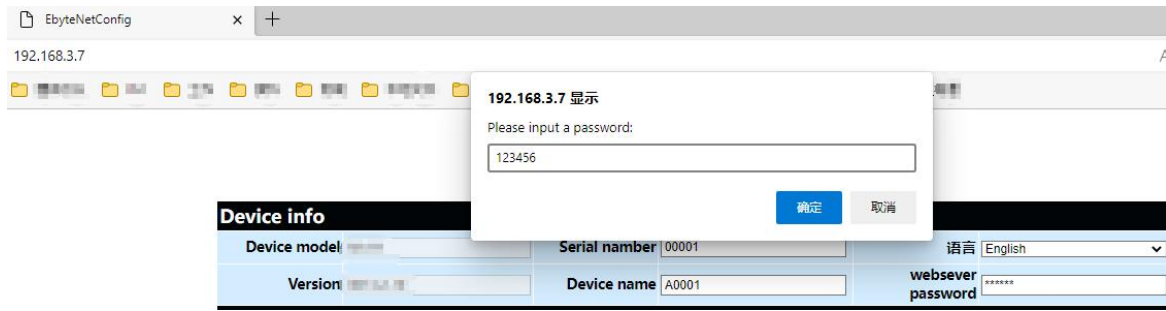 EbyteNetConfig
192.168.3.7
192.168.3.7 显示
Please input a password:
123456
确定 取消
Device info
Device model Serial namber 00001 语言 English
Version Device name A0001 websever password ******